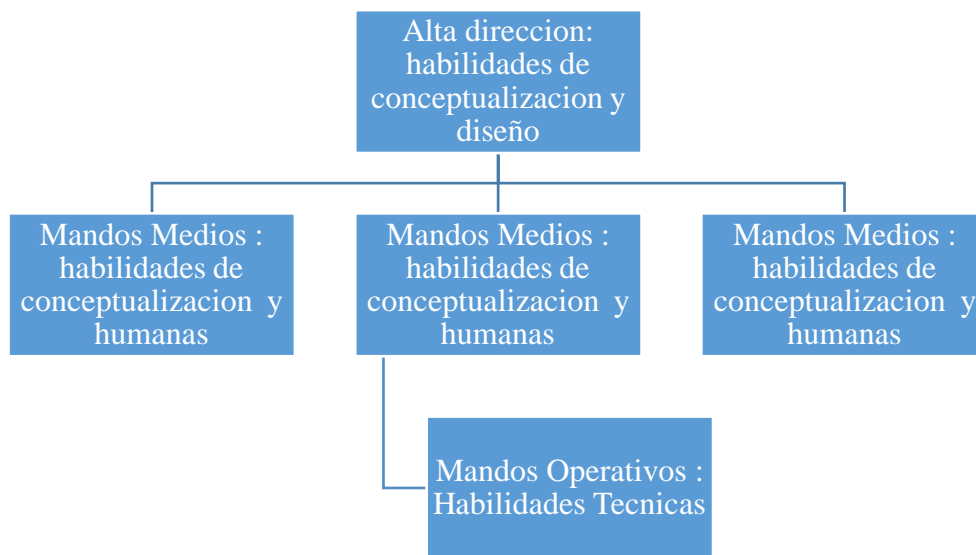 Alta direccion:
habilidades de
conceptualizacion y
diseño
Mandos Medios :
habilidades de
conceptualizacion y
humanas
Mandos Medios :
habilidades de
conceptualizacion y
humanas
Mandos Medios :
habilidades de
conceptualizacion y
humanas
Mandos Operativos :
Habilidades Tecnicas